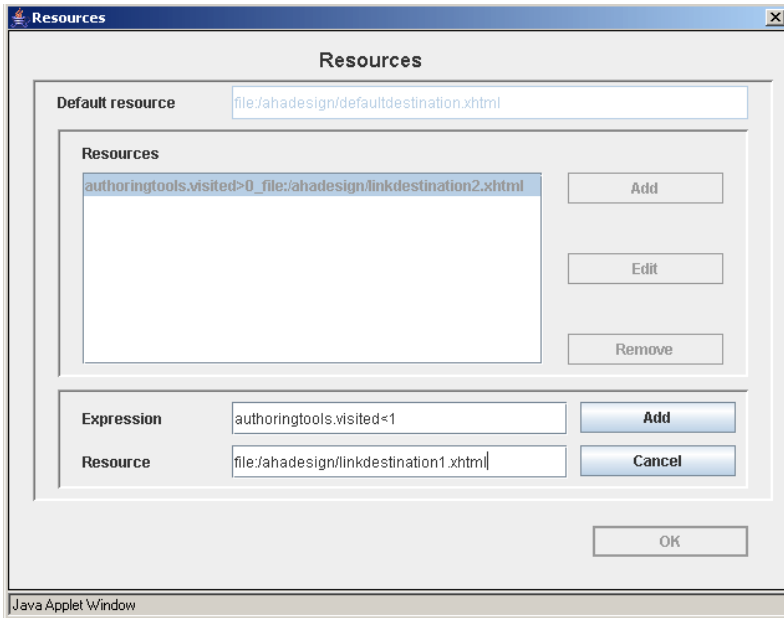 Resources
Resources
Default resource file:/ahadesign/defaultdestination.xhtml
Resources
authoringtools.visited>0_file:/ahadesign/linkdestination2.xhtml
Add
Edit
Remove
Expression authoringtools.visited<1 Add
Resource file:/ahadesign/linkdestination1.xhtml Cancel
OK
Java Applet Window